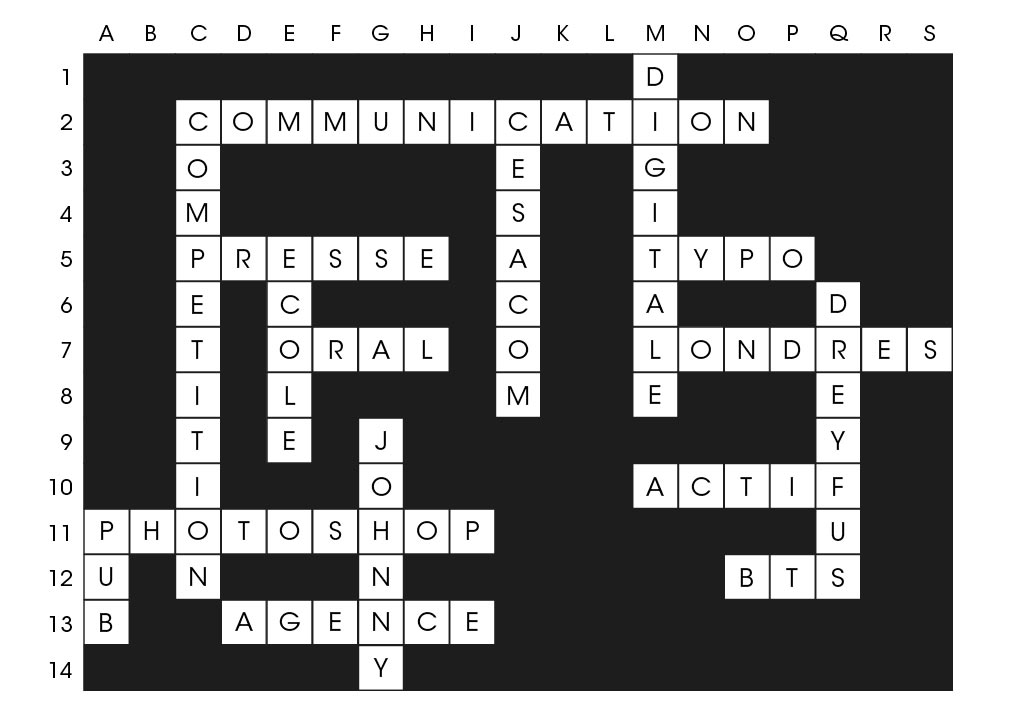 A B C D E F G H I J K L M N O P Q R S
1 D
2 C O M M U N I C A T I O N
3 O E G
4 M S I
5 P R E S S E A T Y P O
6 E C C A D
7 T O R A L O L O N D R E S
8 I L M E E
9 T E J Y
10 I O A C T I F
11 P H O T O S H O P U
12 U N N B T S
13 B A G E N C E
14 Y